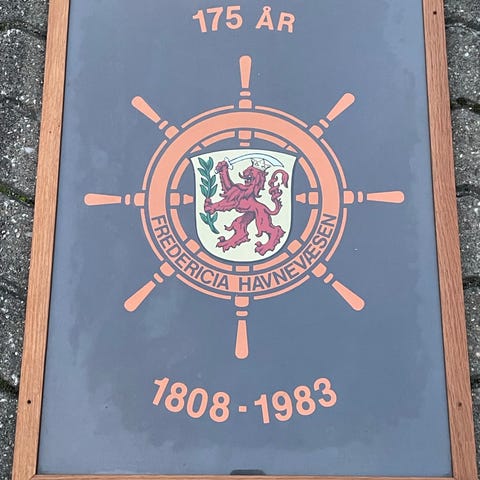 175 ÅR
FREDERICIA HAVNEVÆSEN
1808 - 1983